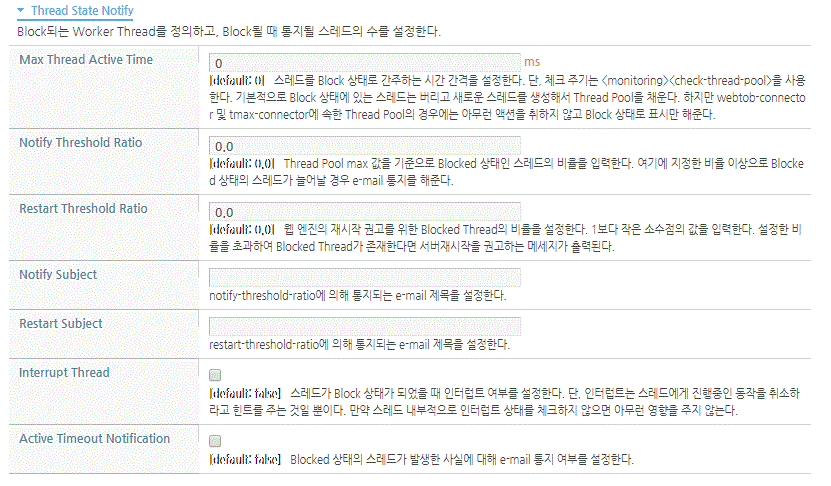 Thread State Notify
Block되는 Worker Thread를 정의하고, Block될 때 통지될 스레드의 수를 설정한다.
Max Thread Active Time
0 ms
[default: 0] 스레드를 Block 상태로 간주하는 시간 간격을 설정한다. 단, 체크 주기는 <monitoring><check-thread-pool>을 사용
한다. 기본적으로 Block 상태에 있는 스레드는 버리고 새로운 스레드를 생성해서 Thread Pool을 채운다. 하지만 webtob-connecto
r 및 tmax-connector에 속한 Thread Pool의 경우에는 아무런 액션을 취하지 않고 Block 상태로 표시만 해준다.
Notify Threshold Ratio
0.0
[default: 0.0] Thread Pool max 값을 기준으로 Blocked 상태인 스레드의 비율을 입력한다. 여기에 지정한 비율 이상으로 Blocke
d 상태의 스레드가 늘어날 경우 e-mail 통지를 해준다.
Restart Threshold Ratio
0.0
[default: 0.0] 웹 엔진의 재시작 권고를 위한 Blocked Thread의 비율을 설정한다. 1보다 작은 소수점의 값을 입력한다. 설정한 비
율을 초과하여 Blocked Thread가 존재한다면 서버재시작을 권고하는 메세지가 출력된다.
Notify Subject
notify-threshold-ratio에 의해 통지되는 e-mail 제목을 설정한다.
Restart Subject
restart-threshold-ratio에 의해 통지되는 e-mail 제목을 설정한다.
Interrupt Thread
[default: false] 스레드가 Block 상태가 되었을 때 인터럽트 여부를 설정한다. 단, 인터럽트는 스레드에게 진행중인 동작을 취소하
라고 힌트를 주는 것일 뿐이다. 만약 스레드 내부적으로 인터럽트 상태를 체크하지 않으면 아무런 영향을 주지 않는다.
Active Timeout Notification
[default: false] Blocked 상태의 스레드가 발생한 사실에 대해 e-mail 통지 여부를 설정한다.